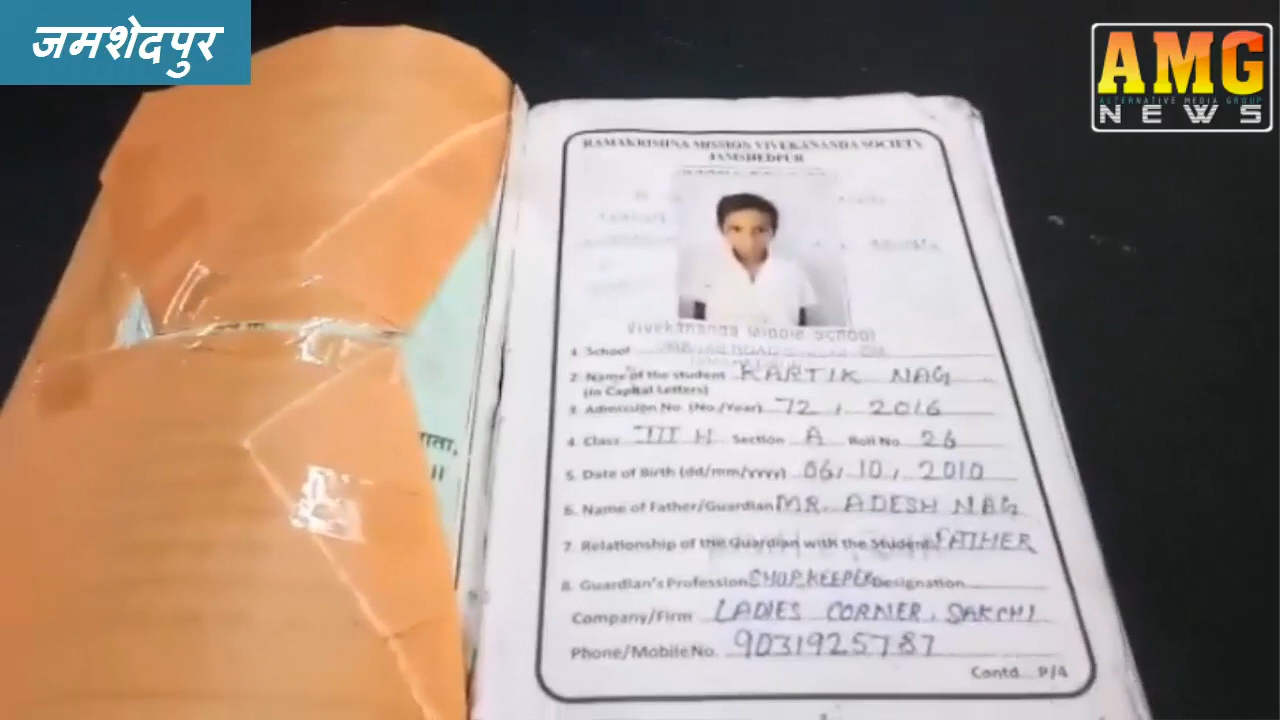 जमशेदपुर
AMG
ALTERNATIVE MEDIA GROUP
NEWS
RAMAKRISHNA MISSION VIVEKANANDA SOCIETY
JAMSHEDPUR
Vivekananda Middle School
1. School
2. Name of the student KARTIK NAG
(in Capital Letters)
3. Admission No. (No./Year) 72, 2016
4. Class III H Section A Roll No. 26
5. Date of Birth (dd/mm/yyyy) 06, 10, 2010
6. Name of Father/Guardian MR. ADESH NAG
7. Relationship of the Guardian with the Student FATHER
8. Guardian's Profession SHOPKEEPER Designation
Company/Firm LADIES CORNER, SAKCHI
Phone/Mobile No. 9031925787
Contd... P/4
॥